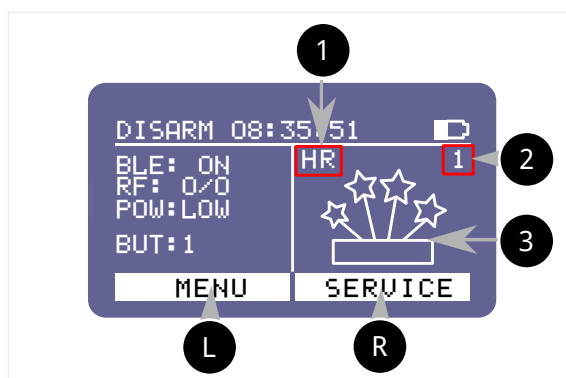 1
DISARM 08:35:51
HR 1
2
BLE: ON
RF: 0/0
POW:LOW
BUT:1
3
MENU SERVICE
L R